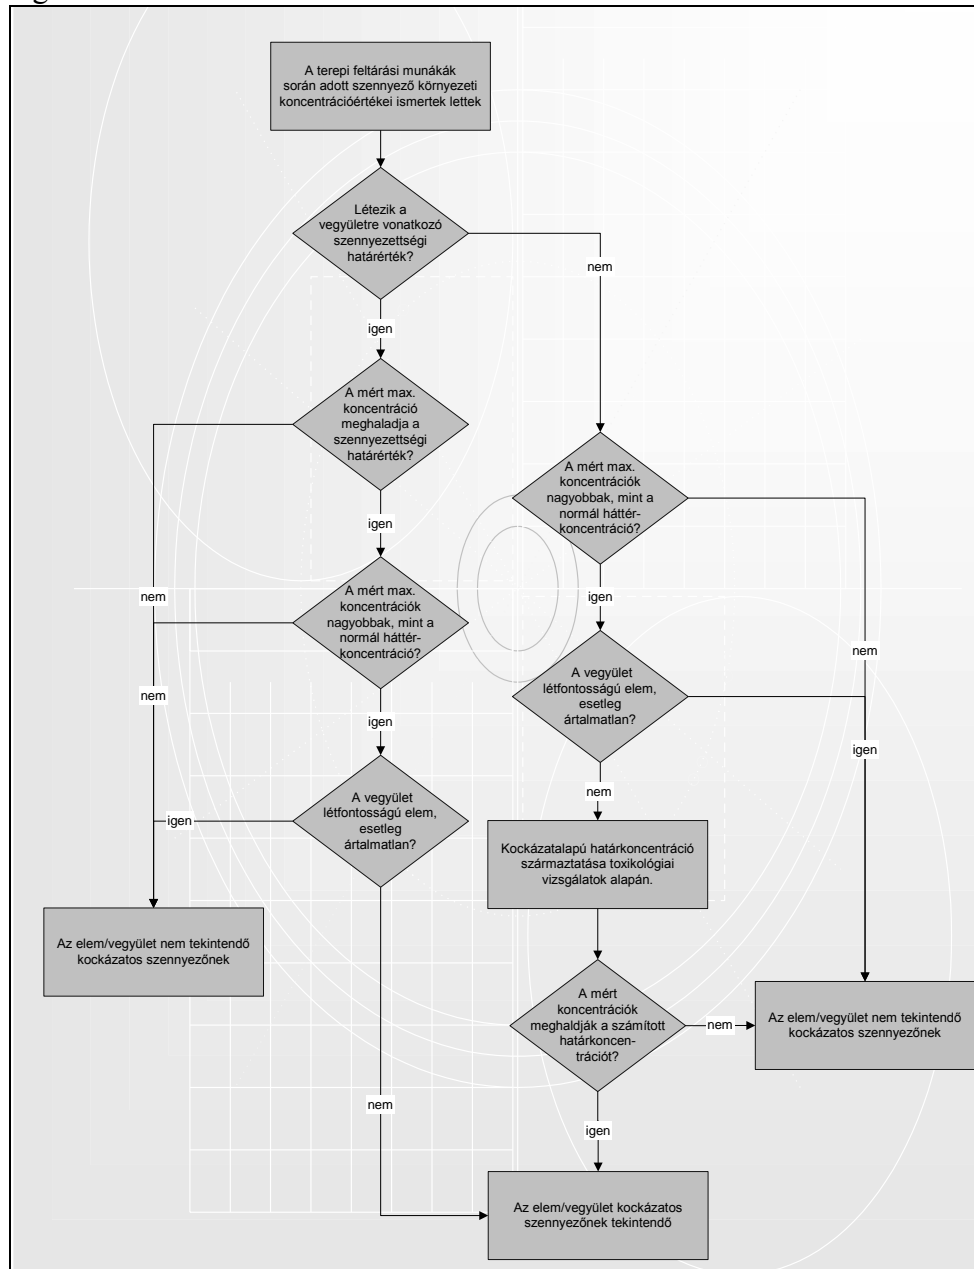 A terepi feltárási munákák
során adott szennyező környezeti
koncentrációértékei ismertek lettek
Létezik a
vegyületre vonatkozó
szennyezettségi
határérték?
nem
igen
A mért max.
koncentráció
meghaladja a
szennyezettségi
határérték?
A mért max.
koncentrációk
nagyobbak, mint a
normál háttér-
koncentráció?
igen
A mért max.
koncentrációk
nagyobbak, mint a
normál háttér-
koncentráció?
nem
igen
nem
A vegyület
létfontosságú elem,
esetleg
ártalmatlan?
nem
igen
igen
A vegyület
létfontosságú elem,
esetleg
ártalmatlan?
igen
nem
Kockázatalapú határkoncentráció
származtatása toxikológiai
vizsgálatok alapán.
Az elem/vegyület nem tekintendő
kockázatos szennyezőnek
A mért
koncentrációk
meghaldják a számított
határkoncen-
trációt?
nem
Az elem/vegyület nem tekintendő
kockázatos szennyezőnek
nem
igen
Az elem/vegyület kockázatos
szennyezőnek tekintendő